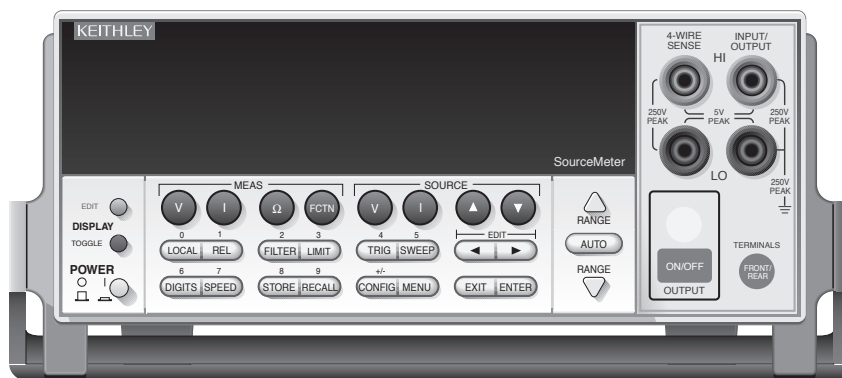 KEITHLEY
SourceMeter
4-WIRE
SENSE
INPUT/
OUTPUT
HI
250V
PEAK
5V
PEAK
250V
PEAK
LO
250V
PEAK
MEAS
SOURCE
EDIT
DISPLAY
TOGGLE
POWER
V
I
Ω
FCTN
V
I
▲
▼
0 1 2 3 4 5
EDIT
LOCAL REL FILTER LIMIT TRIG SWEEP ◄ ►
6 7 8 9 +/-
DIGITS SPEED STORE RECALL CONFIG MENU EXIT ENTER
RANGE
AUTO
RANGE
ON/OFF
OUTPUT
TERMINALS
FRONT/
REAR